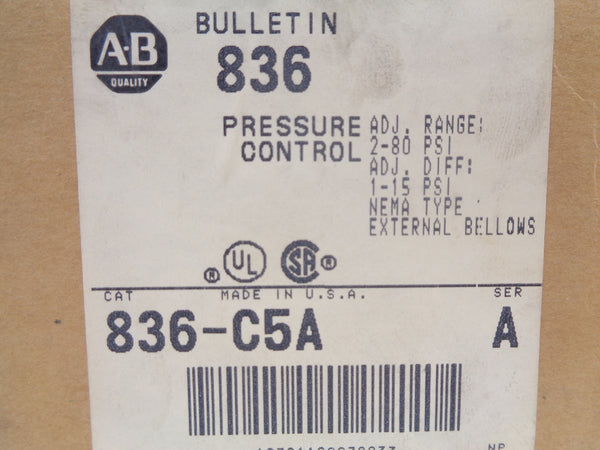 A-B
QUALITY
BULLETIN
836
PRESSURE
CONTROL
ADJ. RANGE:
2-80 PSI
ADJ. DIFF:
1-15 PSI
NEMA TYPE
EXTERNAL BELLOWS
® UL SA ®
CAT MADE IN U.S.A. SER
836-C5A A
NP